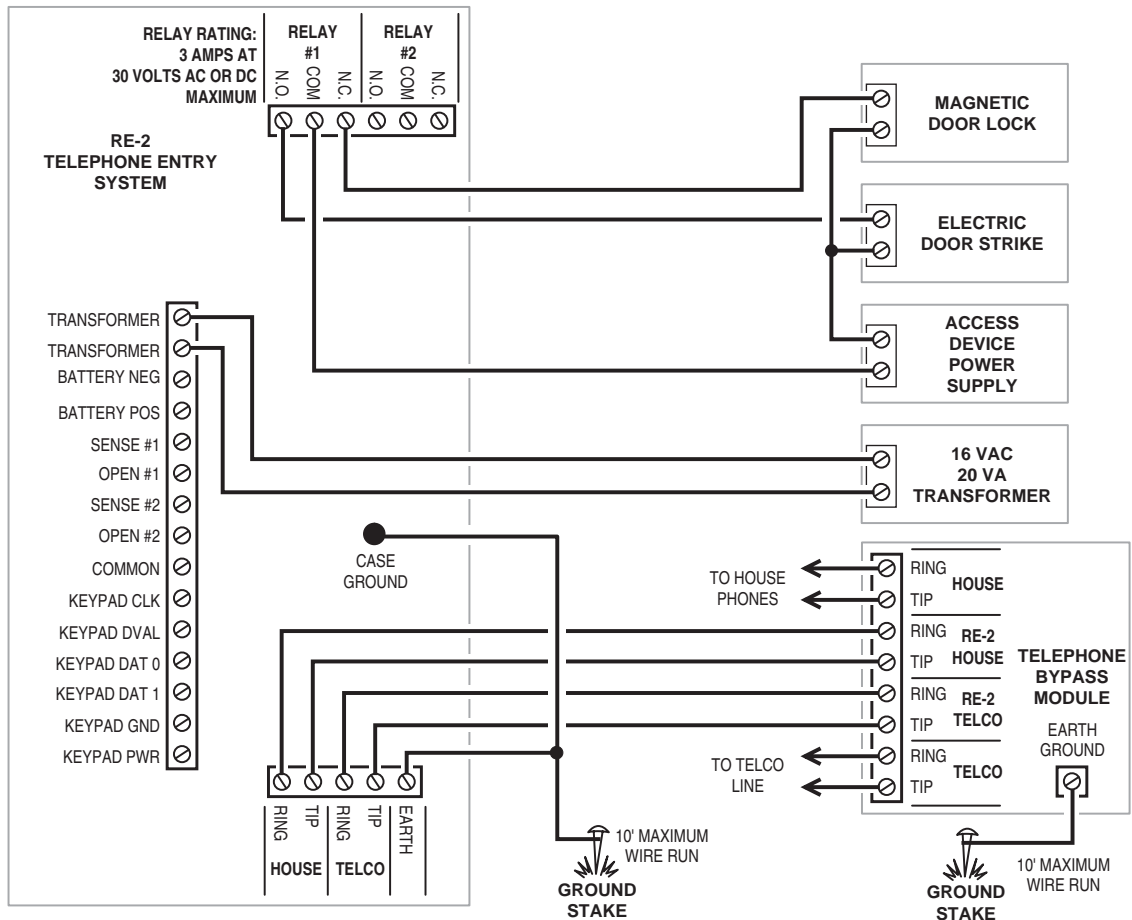 RELAY RATING:
3 AMPS AT
30 VOLTS AC OR DC
MAXIMUM
RELAY
#1
RELAY
#2
N.O.
COM
N.C.
N.O.
COM
N.C.
RE-2
TELEPHONE ENTRY
SYSTEM
MAGNETIC
DOOR LOCK
ELECTRIC
DOOR STRIKE
ACCESS
DEVICE
POWER
SUPPLY
16 VAC
20 VA
TRANSFORMER
TRANSFORMER
TRANSFORMER
BATTERY NEG
BATTERY POS
SENSE #1
OPEN #1
SENSE #2
OPEN #2
COMMON
KEYPAD CLK
KEYPAD DVAL
KEYPAD DAT 0
KEYPAD DAT 1
KEYPAD GND
KEYPAD PWR
CASE
GROUND
TO HOUSE
PHONES
RING
TIP
HOUSE
RING
TIP
RE-2
HOUSE
RING
TIP
RE-2
TELCO
RING
TIP
TELCO
TELEPHONE
BYPASS
MODULE
EARTH
GROUND
TO TELCO
LINE
RING
TIP
RING
TIP
EARTH
HOUSE
TELCO
10' MAXIMUM
WIRE RUN
GROUND
STAKE
10' MAXIMUM
WIRE RUN
GROUND
STAKE